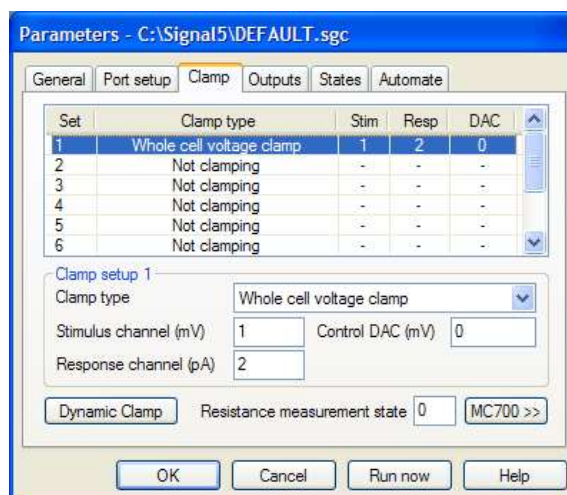 Parameters - C:\Signal5\DEFAULT.sgc
General Port setup Clamp Outputs States Automate
Set Clamp type Stim Resp DAC
1 Whole cell voltage clamp 1 2 0
2 Not clamping - - -
3 Not clamping - - -
4 Not clamping - - -
5 Not clamping - - -
6 Not clamping - - -
Clamp setup 1
Clamp type Whole cell voltage clamp
Stimulus channel (mV) 1 Control DAC (mV) 0
Response channel (pA) 2
Dynamic Clamp Resistance measurement state 0 MC700 >>
OK Cancel Run now Help